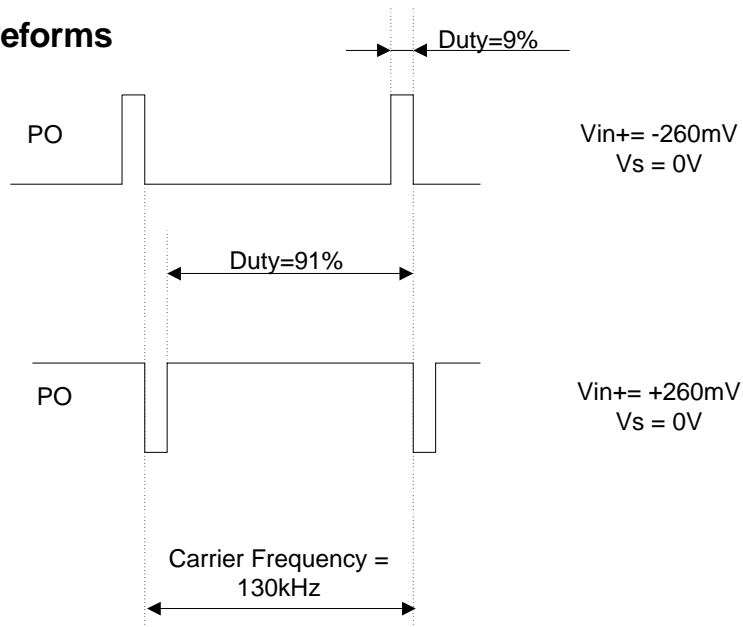 eforms
Duty=9%
PO
Vin+= -260mV
Vs = 0V
Duty=91%
PO
Vin+= +260mV
Vs = 0V
Carrier Frequency =
130kHz